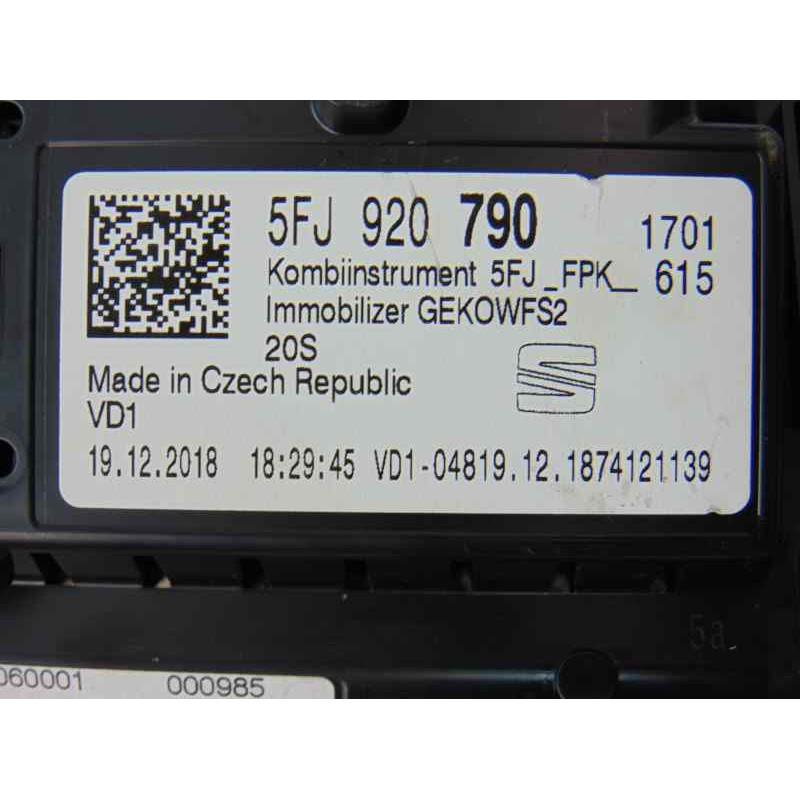 5FJ 920 790 1701
Kombiinstrument 5FJ_FPK_ 615
Immobilizer GEKOWFS2
20S
Made in Czech Republic
VD1
19.12.2018 18:29:45 VD1-04819.12.1874121139
5a
060001 000985